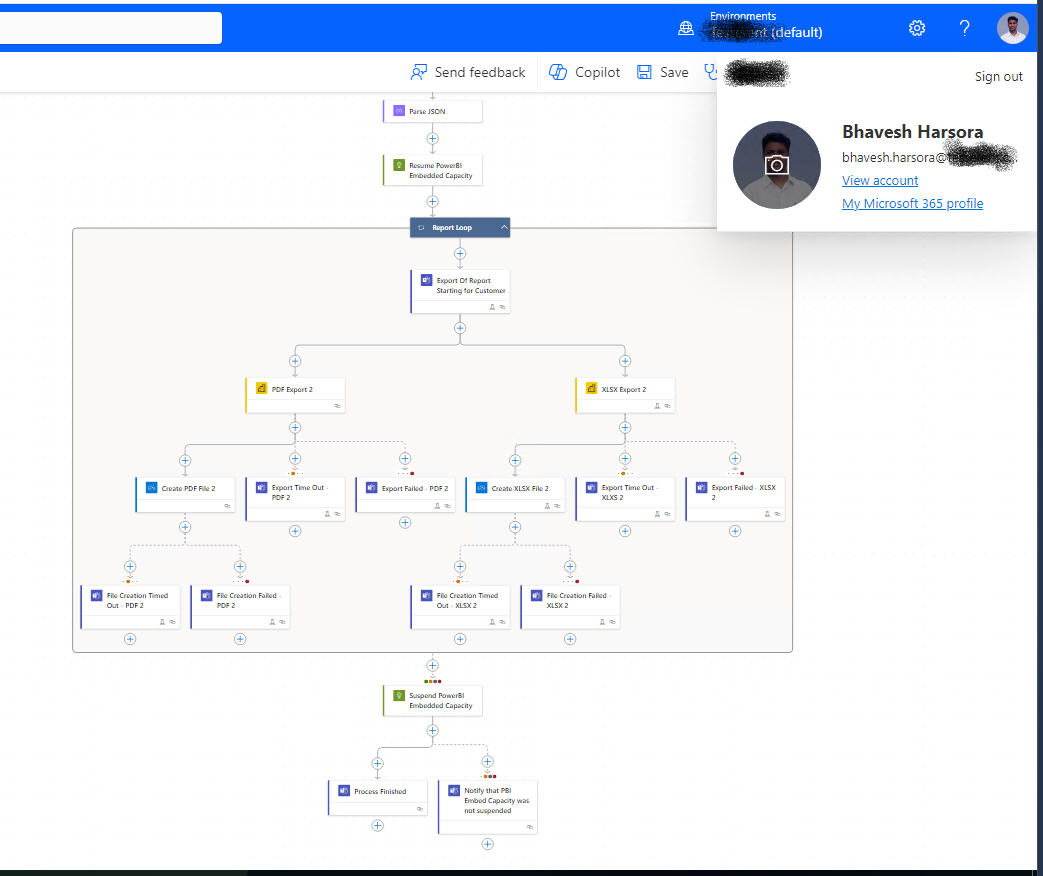 Environments
(default)
Send feedback
Copilot
Save
Sign out
Bhavesh Harsora
bhavesh.harsora@
View account
My Microsoft 365 profile
Parse JSON
Resume PowerBI
Embedded Capacity
Report Loop
Export Of Report
Starting for Customer
PDF Export 2
XLSX Export 2
Create PDF File 2
Export Time Out -
PDF 2
Export Failed - PDF 2
Create XLSX File 2
Export Time Out -
XLXS 2
Export Failed - XLSX
2
File Creation Timed
Out - PDF 2
File Creation Failed -
PDF 2
File Creation Timed
Out - XLSX 2
File Creation Failed -
XLSX 2
Suspend PowerBI
Embedded Capacity
Process Finished
Notify that PBI
Embed Capacity was
not suspended